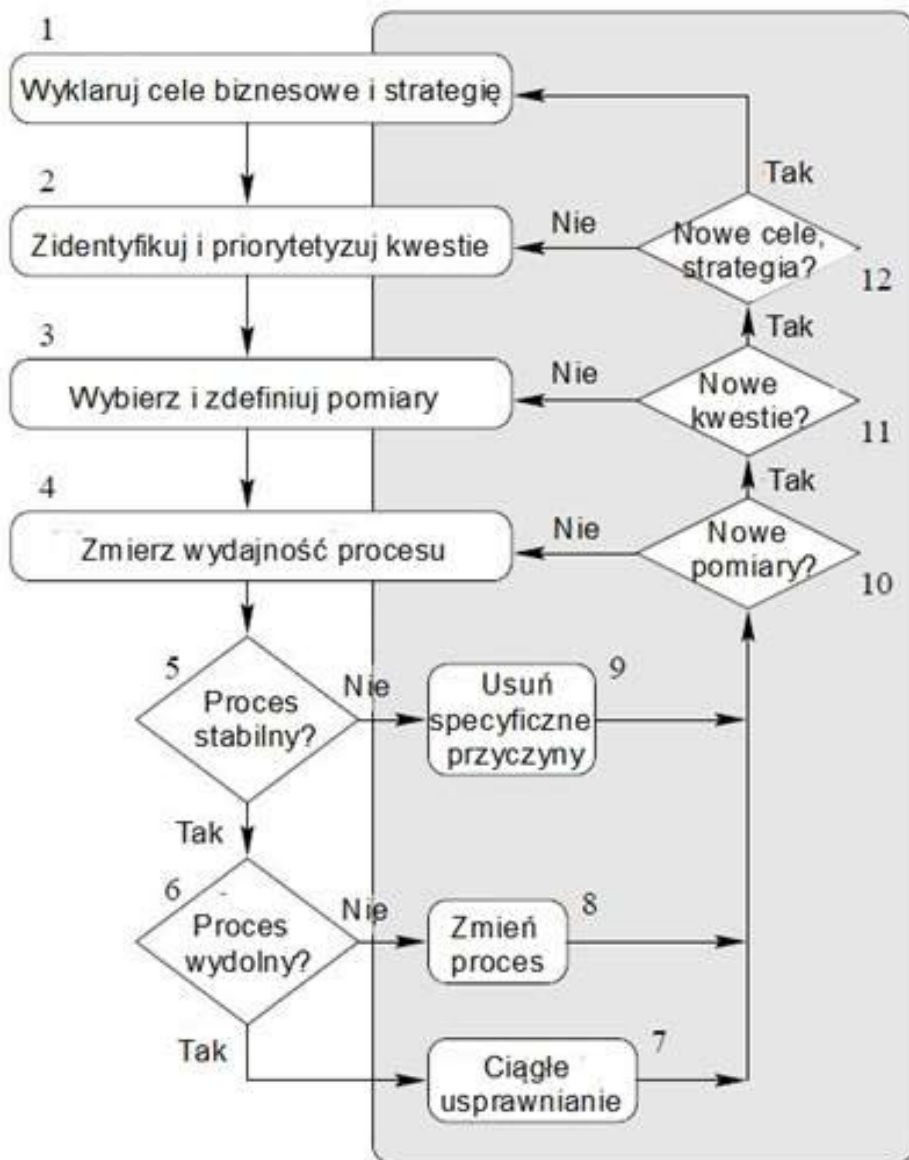 1
Wyklaruj cele biznesowe i strategię
2
Zidentyfikuj i priorytetyzuj kwestie
3
Wybierz i zdefiniuj pomiary
4
Zmierz wydajność procesu
5
Proces
stabilny?
Nie
Tak
6
Proces
wydolny?
Nie
Tak
Ciągłe
usprawnianie
7
Zmień
proces
8
Usuń
specyficzne
przyczyny
9
Nowe
pomiary?
10
Nie
Tak
Nowe
kwestie?
11
Nie
Tak
Nowe cele,
strategia?
12
Nie
Tak